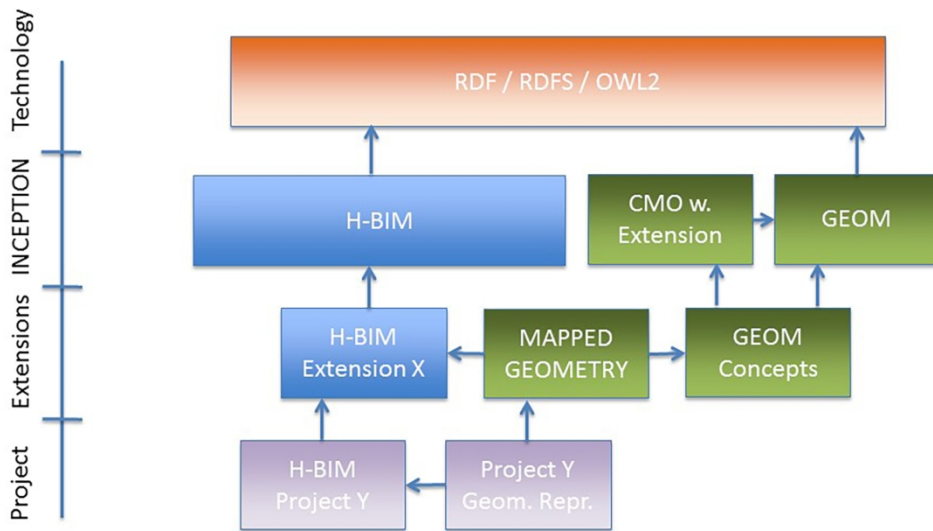 Technology
RDF / RDFS / OWL2
INCEPTION
H-BIM
CMO w.
Extension
GEOM
Extensions
H-BIM
Extension X
MAPPED
GEOMETRY
GEOM
Concepts
Project
H-BIM
Project Y
Project Y
Geom. Repr.